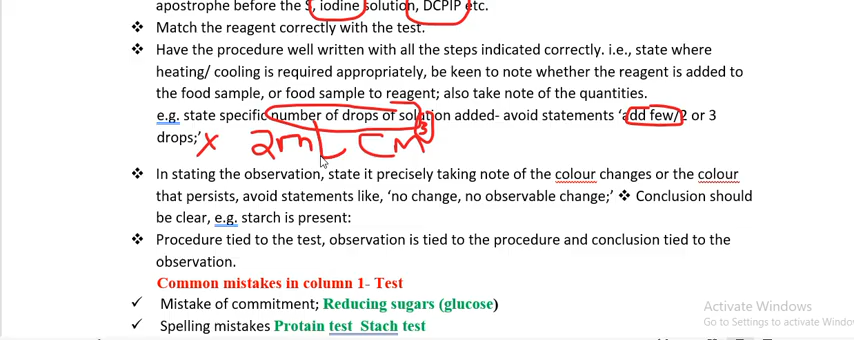 apostrophe before the S, iodine solution, DCPIP etc.
❖ Match the reagent correctly with the test.
❖ Have the procedure well written with all the steps indicated correctly. i.e., state where
heating/ cooling is required appropriately, be keen to note whether the reagent is added to
the food sample, or food sample to reagent; also take note of the quantities.
e.g. state specific number of drops of solution added- avoid statements ‘add few/2 or 3
drops;’ x 2mL CM³
❖ In stating the observation, state it precisely taking note of the colour changes or the colour
that persists, avoid statements like, ‘no change, no observable change;’ ❖ Conclusion should
be clear, e.g. starch is present:
❖ Procedure tied to the test, observation is tied to the procedure and conclusion tied to the
observation.
Common mistakes in column 1- Test
✓ Mistake of commitment; Reducing sugars (glucose)
✓ Spelling mistakes Protain test Stach test
Activate Windows
Go to Settings to activate Windo